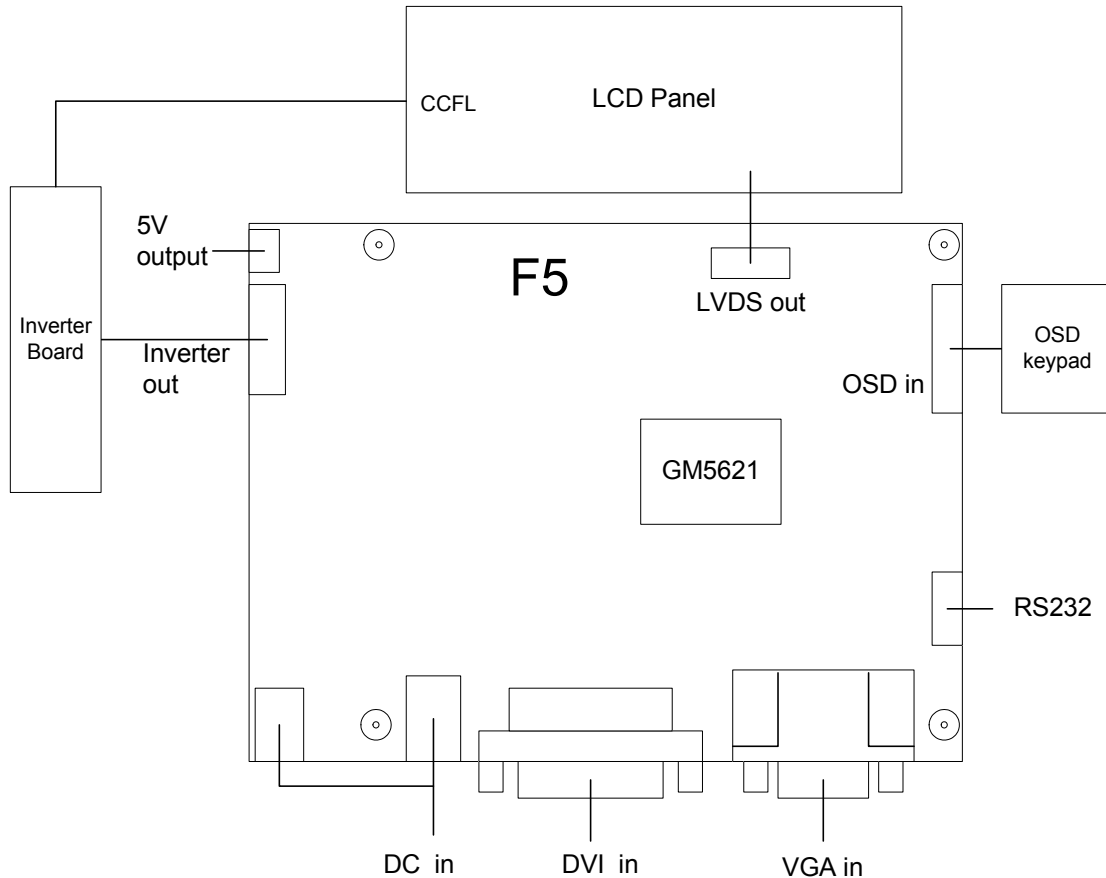 CCFL
LCD Panel
5V
output
F5
LVDS out
Inverter
Board
Inverter
out
OSD in
OSD
keypad
GM5621
RS232
DC in
DVI in
VGA in